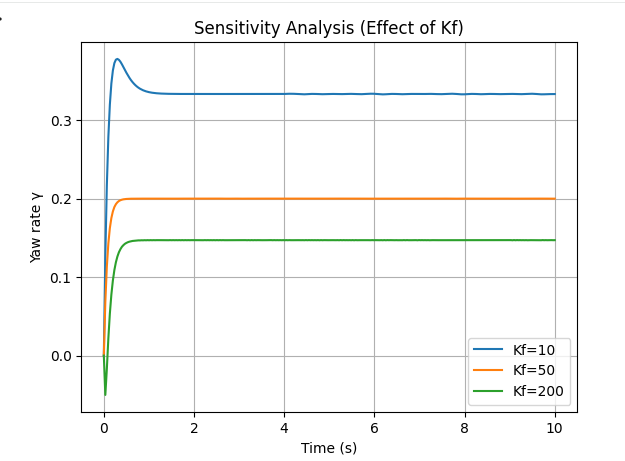 Sensitivity Analysis (Effect of Kf)
Yaw rate γ
0.3
0.2
0.1
0.0
Kf=10
Kf=50
Kf=200
0 2 4 6 8 10
Time (s)